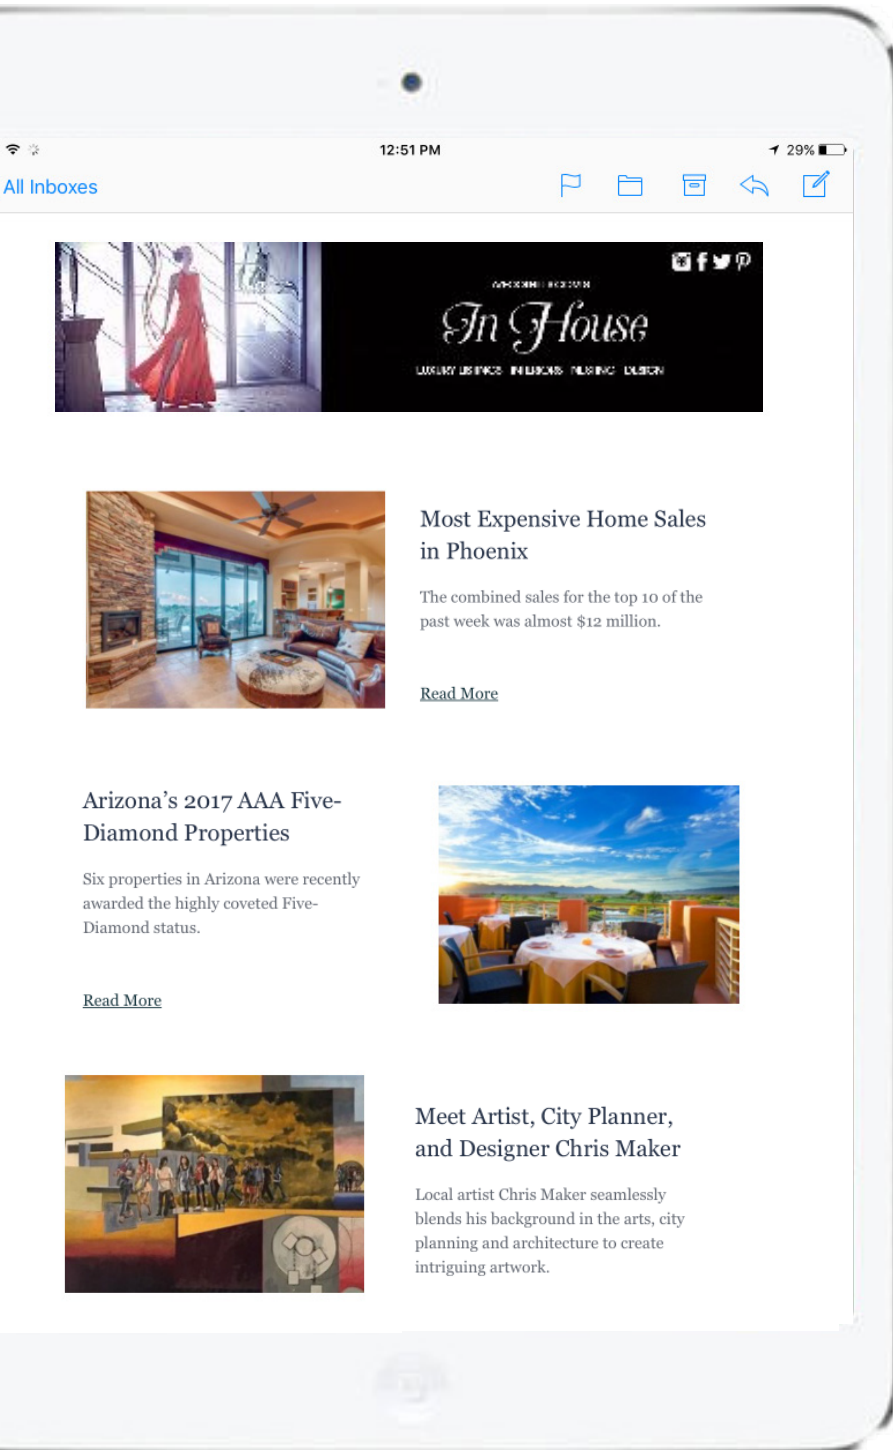 12:51 PM
29%
All Inboxes
In House
LUXURY LISTINGS INTERIORS DESIGN
Most Expensive Home Sales
in Phoenix
The combined sales for the top 10 of the
past week was almost $12 million.
Read More
Arizona's 2017 AAA Five-
Diamond Properties
Six properties in Arizona were recently
awarded the highly coveted Five-
Diamond status.
Read More
Meet Artist, City Planner,
and Designer Chris Maker
Local artist Chris Maker seamlessly
blends his background in the arts, city
planning and architecture to create
intriguing artwork.